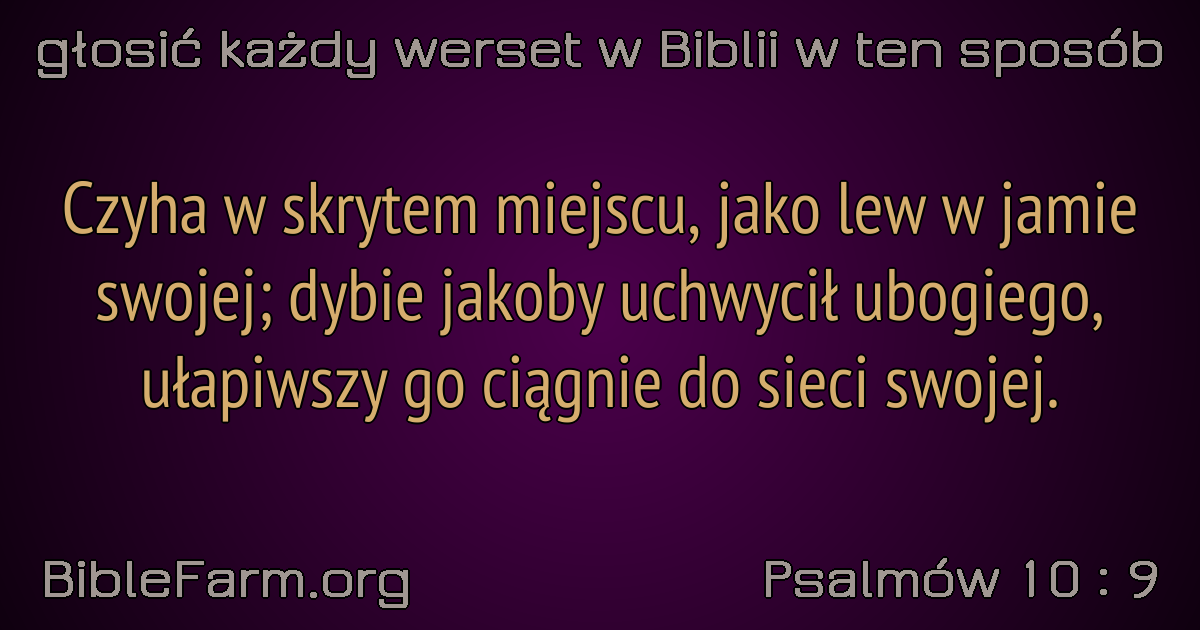 głosić każdy werset w Biblii w ten sposób
Czyha w skrytem miejscu, jako lew w jamie
swojej; dybie jakoby uchwycił ubogiego,
ułapiwszy go ciągnie do sieci swojej.
BibleFarm.org
Psalmów 10 : 9